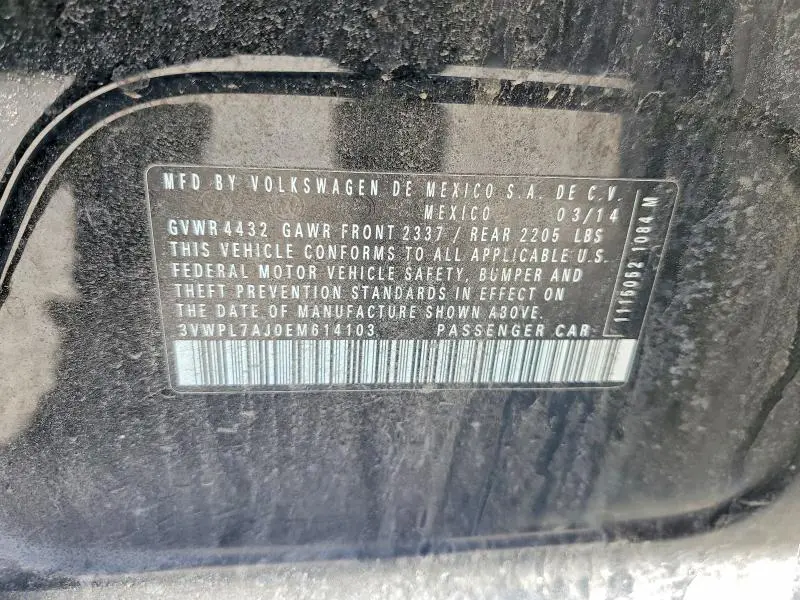 MFD BY VOLKSWAGEN DE MEXICO S.A. DE C.V.
MEXICO 03/14
GVWR 4432 GAWR FRONT 2337 / REAR 2205 LBS
THIS VEHICLE CONFORMS TO ALL APPLICABLE U.S.
FEDERAL MOTOR VEHICLE SAFETY, BUMPER AND
THEFT PREVENTION STANDARDS IN EFFECT ON
THE DATE OF MANUFACTURE SHOWN ABOVE.
3VWPL7AJ0EM614103 PASSENGER CAR
1115052 1084 M